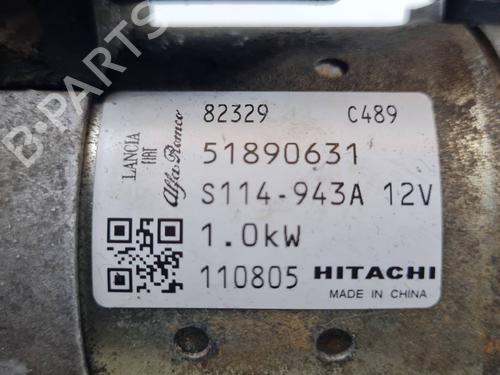 82329 C489
LANCIA
FIAT
Alfa Romeo
51890631
S114-943A 12V
1.0kW
110805 HITACHI
MADE IN CHINA
B-PARTS